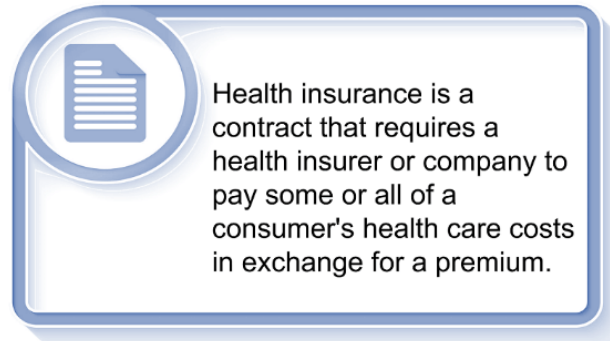 Health insurance is a
contract that requires a
health insurer or company to
pay some or all of a
consumer's health care costs
in exchange for a premium.